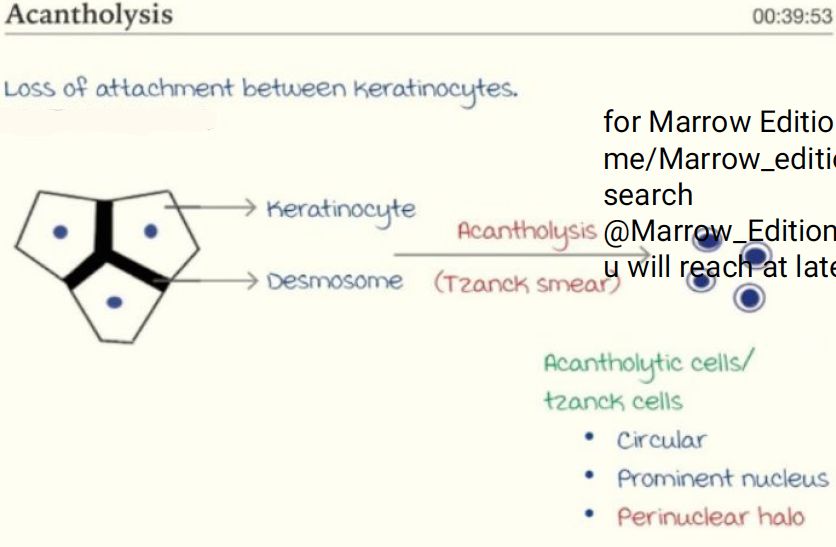 Acantholysis 00:39:53
Loss of attachment between keratinocytes.
for Marrow Editio
me/Marrow_editi
search
@Marrow_Edition
u will reach at late
Keratinocyte
Desmosome
Acantholysis
(Tzanck smear)
Acantholytic cells/
tzanck cells
• Circular
• Prominent nucleus
• Perinuclear halo